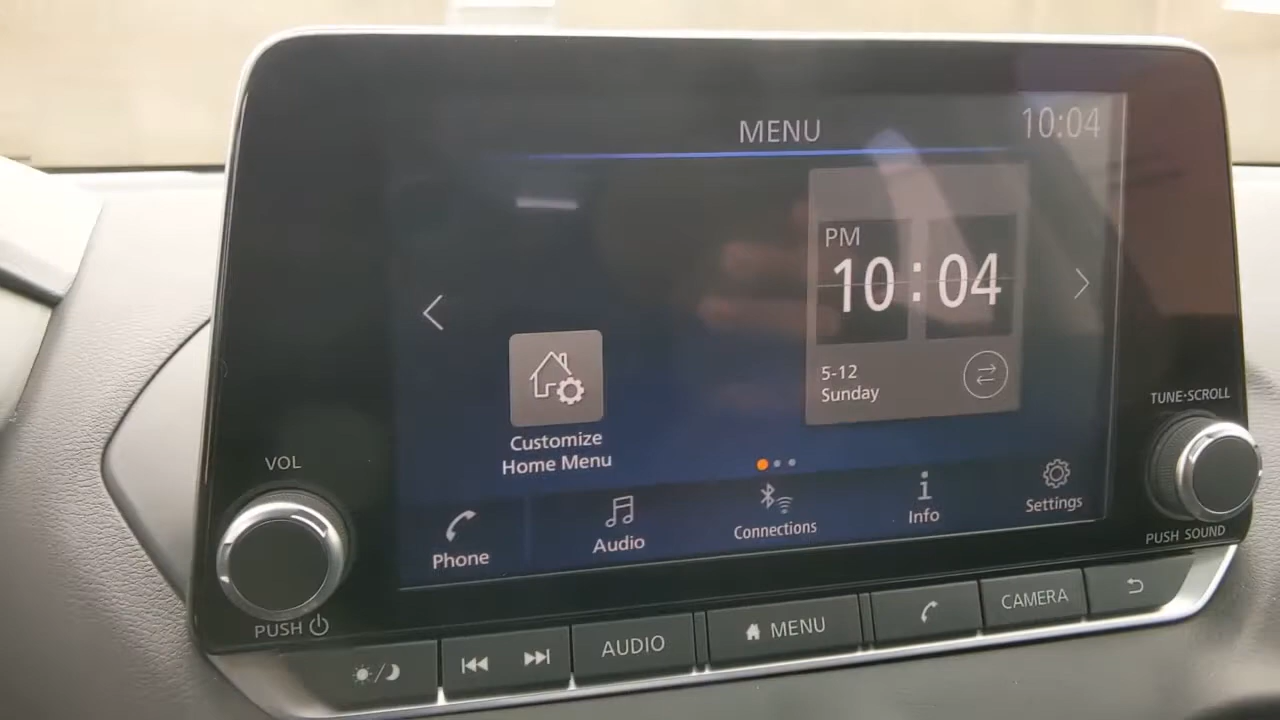 MENU
10:04
PM
10:04
5-12
Sunday
Customize
Home Menu
Phone
Audio
Connections
Info
Settings
VOL
PUSH
TUNE·SCROLL
PUSH SOUND
AUDIO
MENU
CAMERA